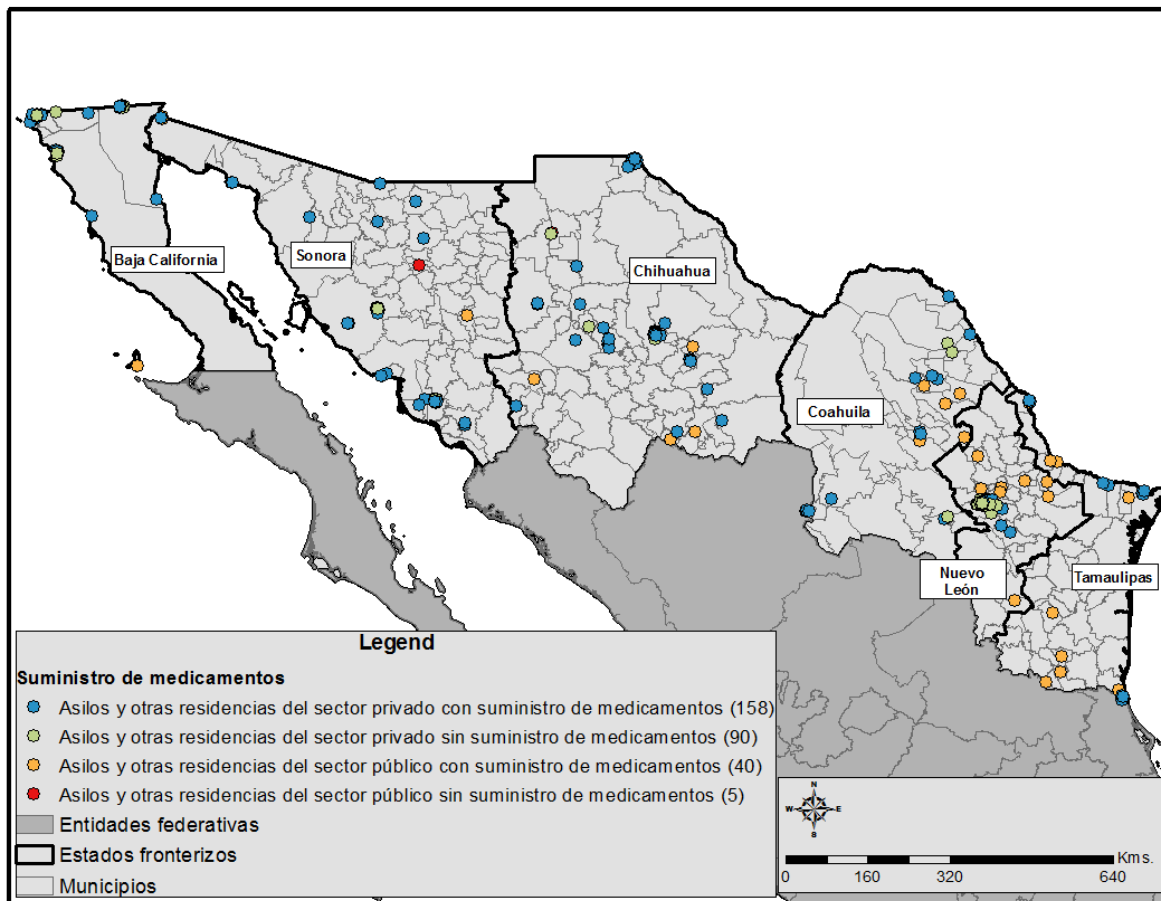 Baja California
Sonora
Chihuahua
Coahuila
Nuevo
León
Tamaulipas
Legend
Suministro de medicamentos
Asilos y otras residencias del sector privado con suministro de medicamentos (158)
Asilos y otras residencias del sector privado sin suministro de medicamentos (90)
Asilos y otras residencias del sector público con suministro de medicamentos (40)
Asilos y otras residencias del sector público sin suministro de medicamentos (5)
Entidades federativas
Estados fronterizos
Municipios
N
W E
S
Kms.
0 160 320 640